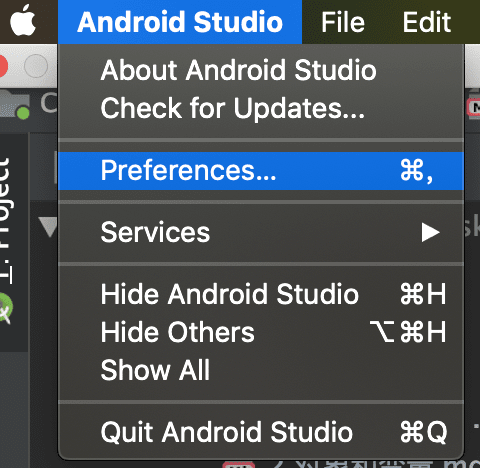 Android Studio File Edit
About Android Studio
Check for Updates...
Preferences... ⌘,
Services ▶
Hide Android Studio ⌘H
Hide Others ⌥⌘H
Show All
Quit Android Studio ⌘Q
1: Project